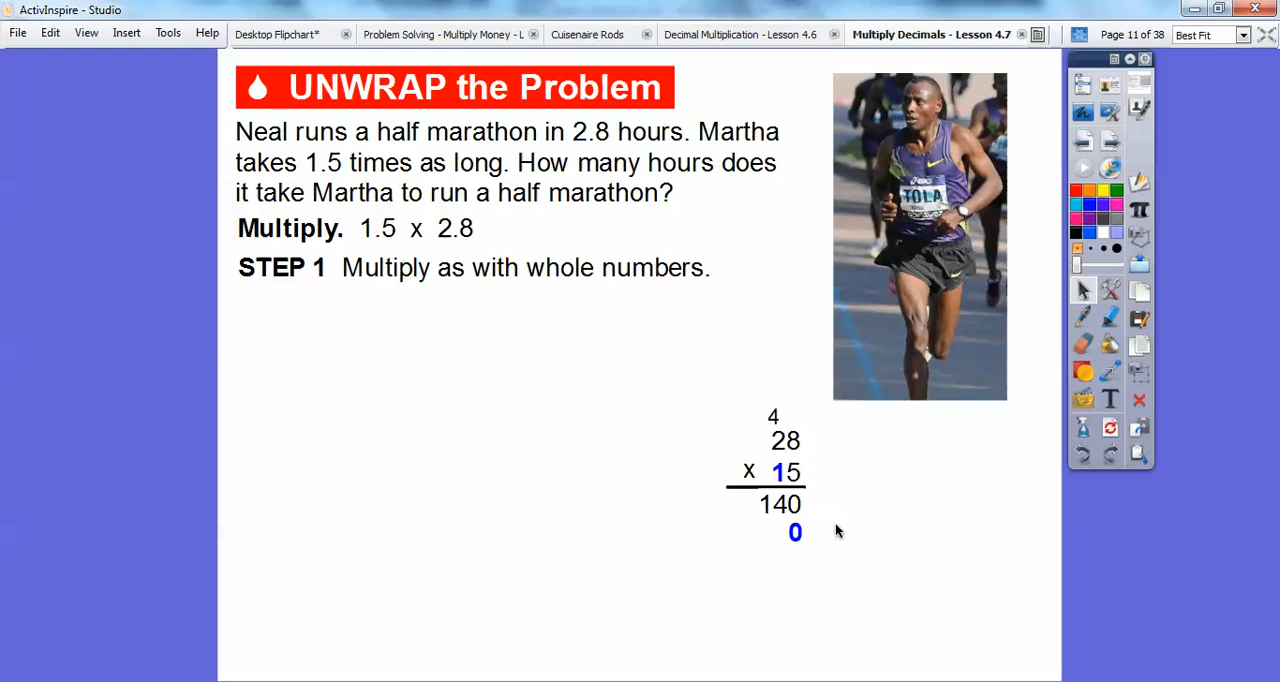 ActivInspire - Studio
File Edit View Insert Tools Help
Desktop Flipchart*
Problem Solving - Multiply Money - L
Cuisenaire Rods
Decimal Multiplication - Lesson 4.6
Multiply Decimals - Lesson 4.7
Page 11 of 38
Best Fit
UNWRAP the Problem
Neal runs a half marathon in 2.8 hours. Martha
takes 1.5 times as long. How many hours does
it take Martha to run a half marathon?
Multiply. 1.5 x 2.8
STEP 1 Multiply as with whole numbers.
asics
TOLA
4
28
x 15
140
0